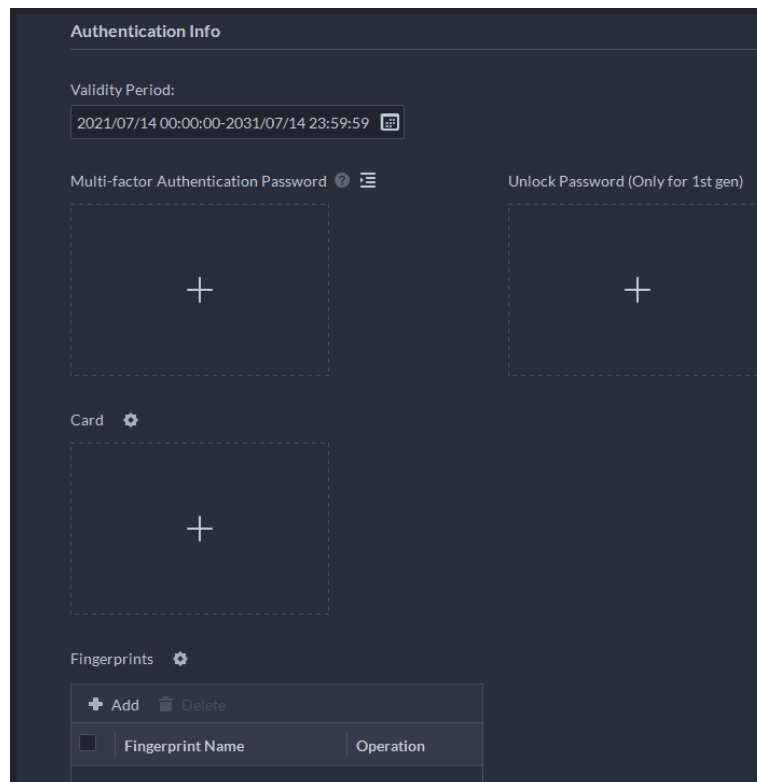 Authentication Info
Validity Period:
2021/07/14 00:00:00-2031/07/14 23:59:59
Multi-factor Authentication Password
Unlock Password (Only for 1st gen)
Card
Fingerprints
Add Delete
Fingerprint Name Operation